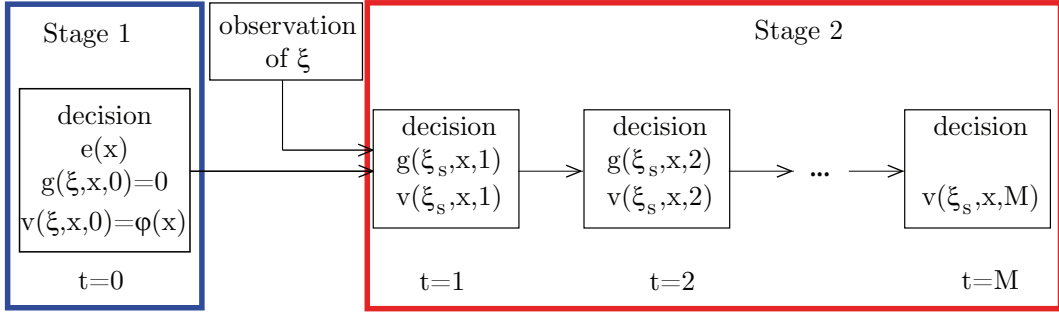 Stage 1
decision
e(x)
g(ξ,x,0)=0
v(ξ,x,0)=φ(x)
t=0
observation
of ξ
Stage 2
decision
g(ξₛ,x,1)
v(ξₛ,x,1)
t=1
decision
g(ξₛ,x,2)
v(ξₛ,x,2)
t=2
...
decision
v(ξₛ,x,M)
t=M